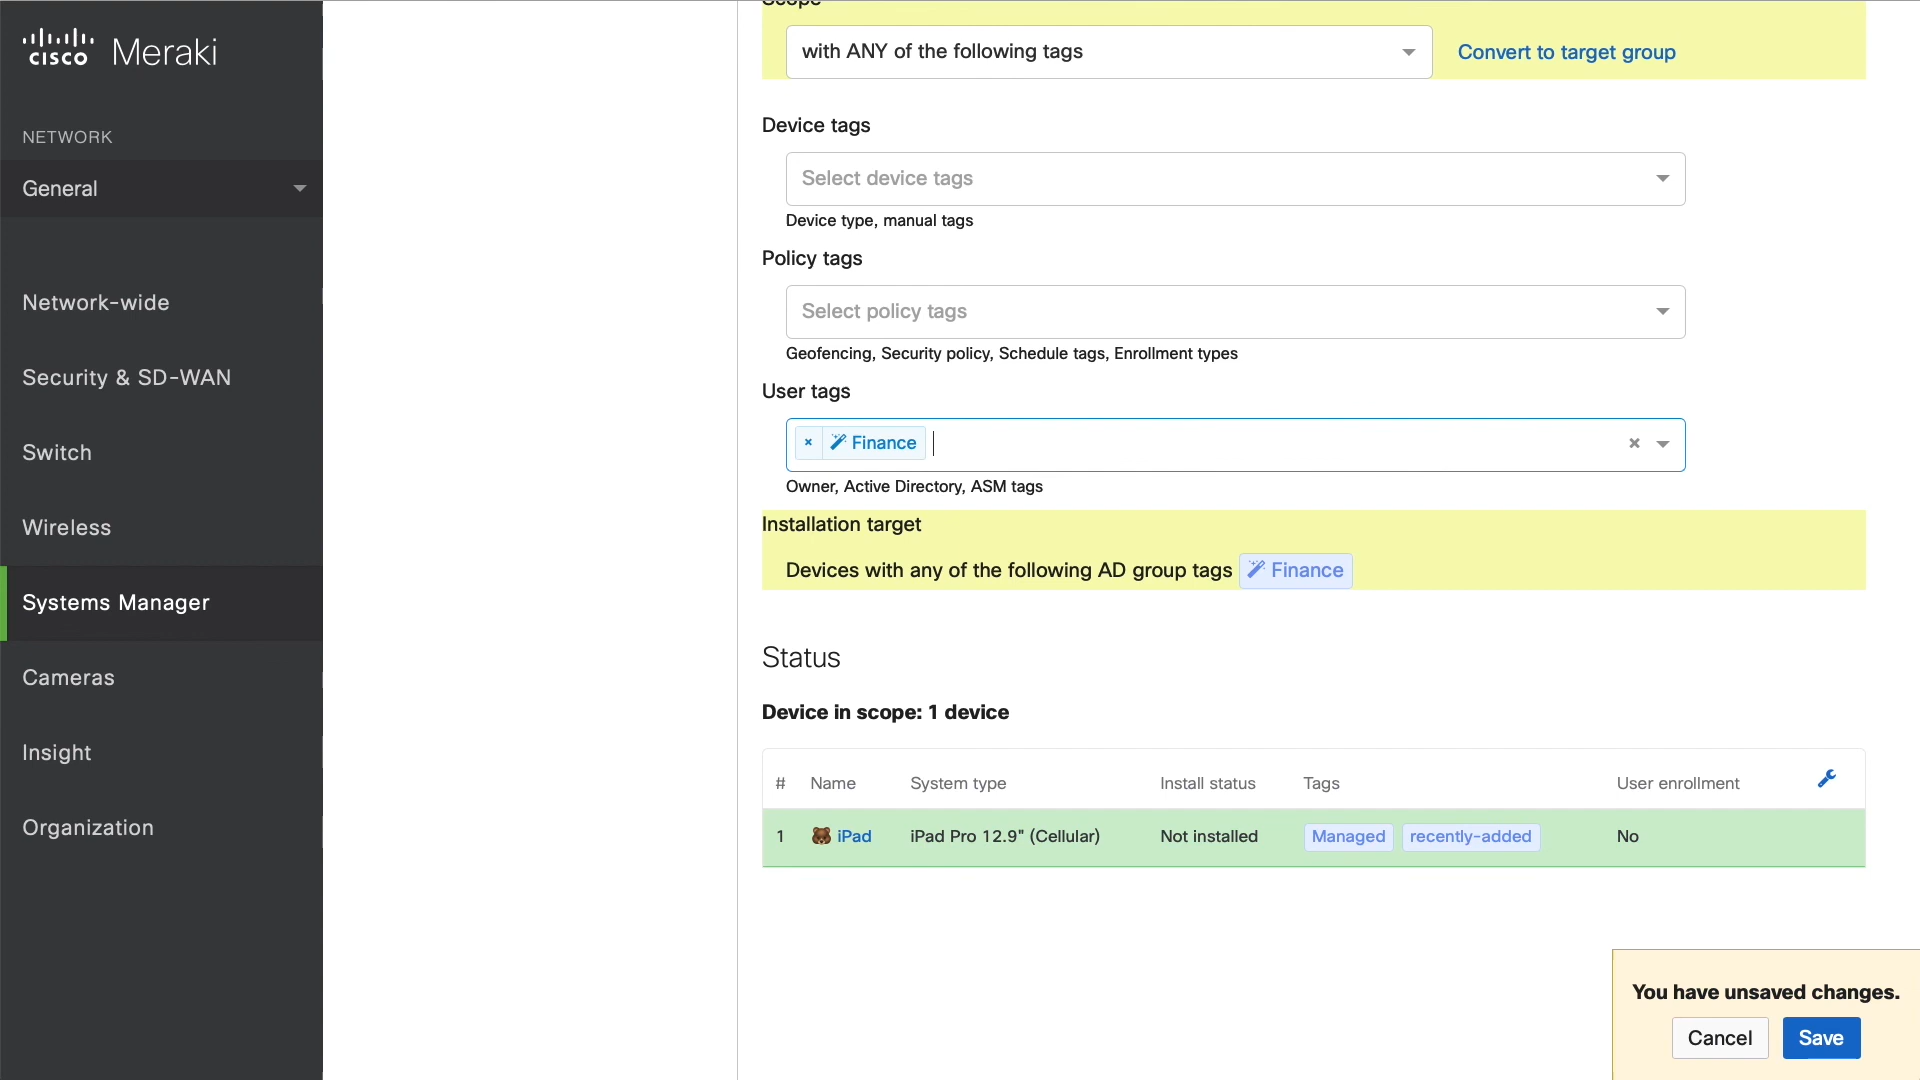 cisco Meraki
NETWORK
General
Network-wide
Security & SD-WAN
Switch
Wireless
Systems Manager
Cameras
Insight
Organization
Scope
with ANY of the following tags
Convert to target group
Device tags
Select device tags
Device type, manual tags
Policy tags
Select policy tags
Geofencing, Security policy, Schedule tags, Enrollment types
User tags
× Finance ×
Owner, Active Directory, ASM tags
Installation target
Devices with any of the following AD group tags Finance
Status
Device in scope: 1 device
# Name System type Install status Tags User enrollment
1 iPad iPad Pro 12.9" (Cellular) Not installed Managed recently-added No
You have unsaved changes.
Cancel Save